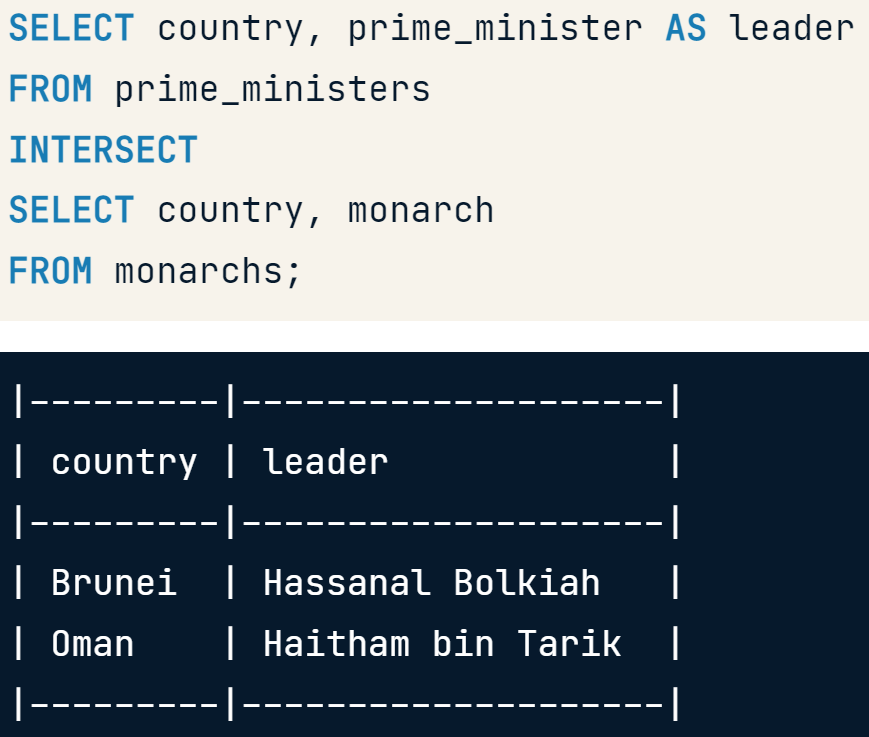 SELECT country, prime_minister AS leader
FROM prime_ministers
INTERSECT
SELECT country, monarch
FROM monarchs;
|---------|--------------------|
| country | leader             |
|---------|--------------------|
| Brunei  | Hassanal Bolkiah   |
| Oman    | Haitham bin Tarik  |
|---------|--------------------|